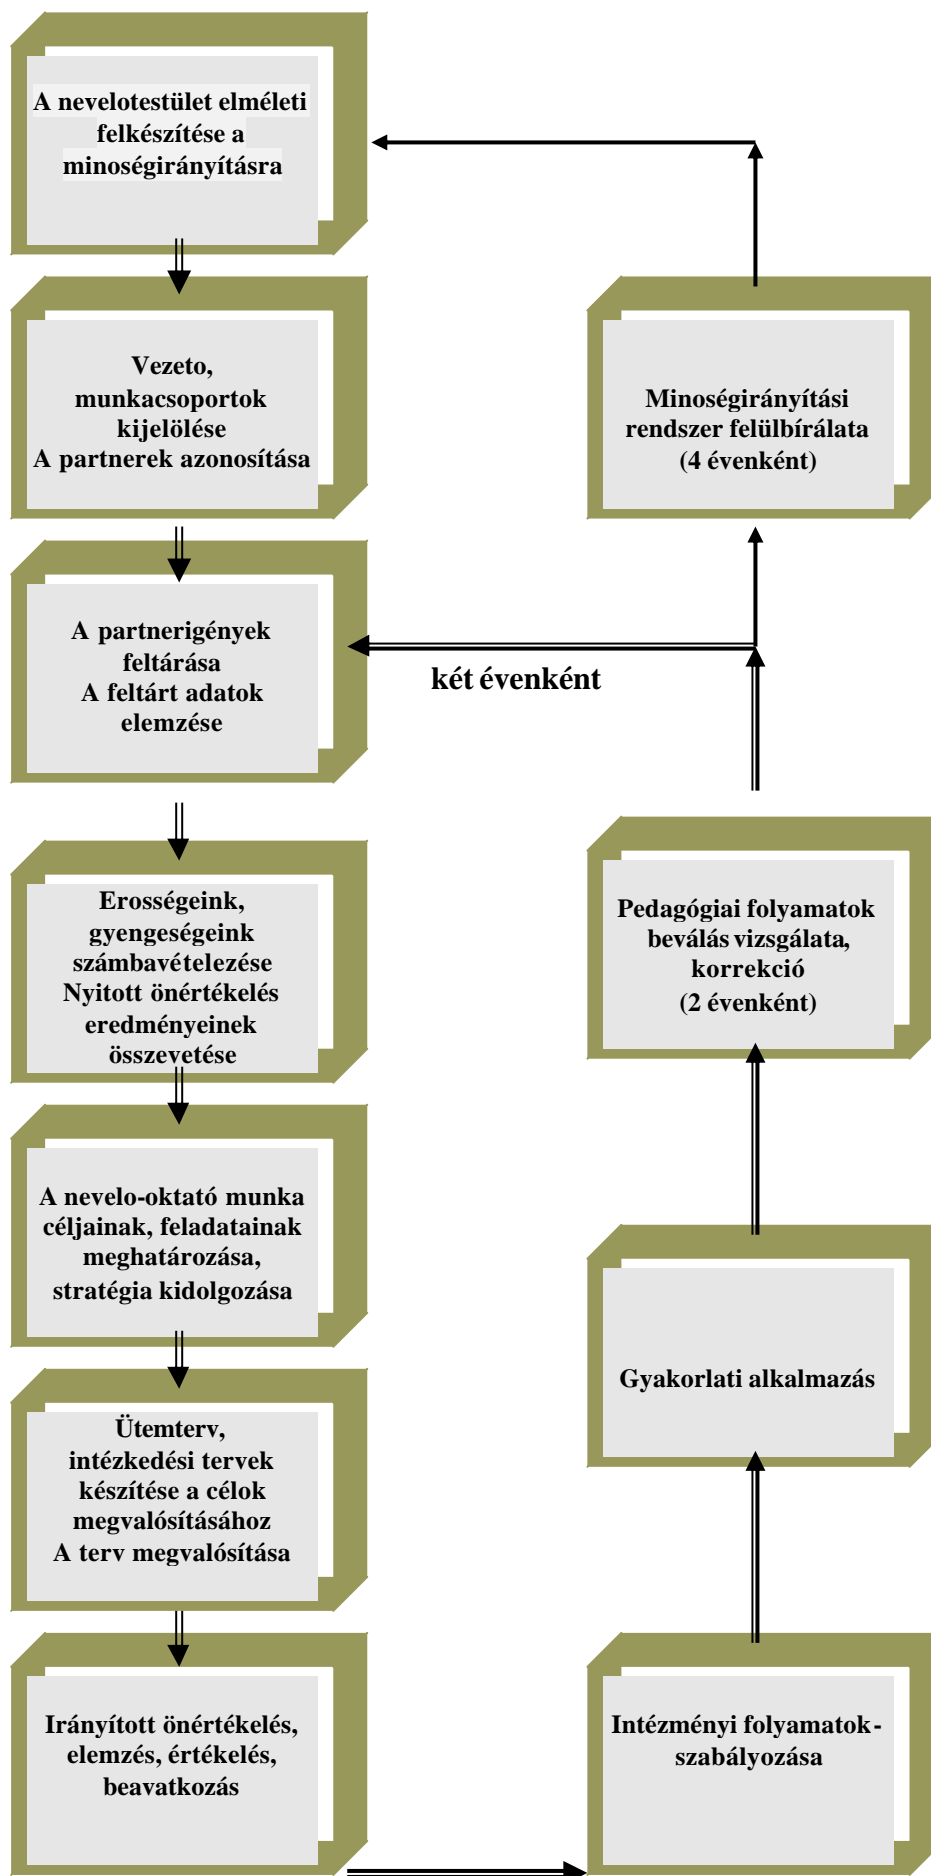 A nevelotestület elméleti
felkészítése a
minoségirányításra
Vezeto,
munkacsoportok
kijelölése
A partnerek azonosítása
A partnerigények
feltárása
A feltárt adatok
elemzése
Erosségeink,
gyengeségeink
számbavételezése
Nyitott önértékelés
eredményeinek
összevetése
A nevelo-oktató munka
céljainak, feladatainak
meghatározása,
stratégia kidolgozása
Ütemterv,
intézkedési tervek
készítése a célok
megvalósításához
A terv megvalósítása
Irányított önértékelés,
elemzés, értékelés,
beavatkozás
Intézményi folyamatok-
szabályozása
Gyakorlati alkalmazás
Pedagógiai folyamatok
beválás vizsgálata,
korrekció
(2 évenként)
két évenként
Minoségirányítási
rendszer felülbírálata
(4 évenként)